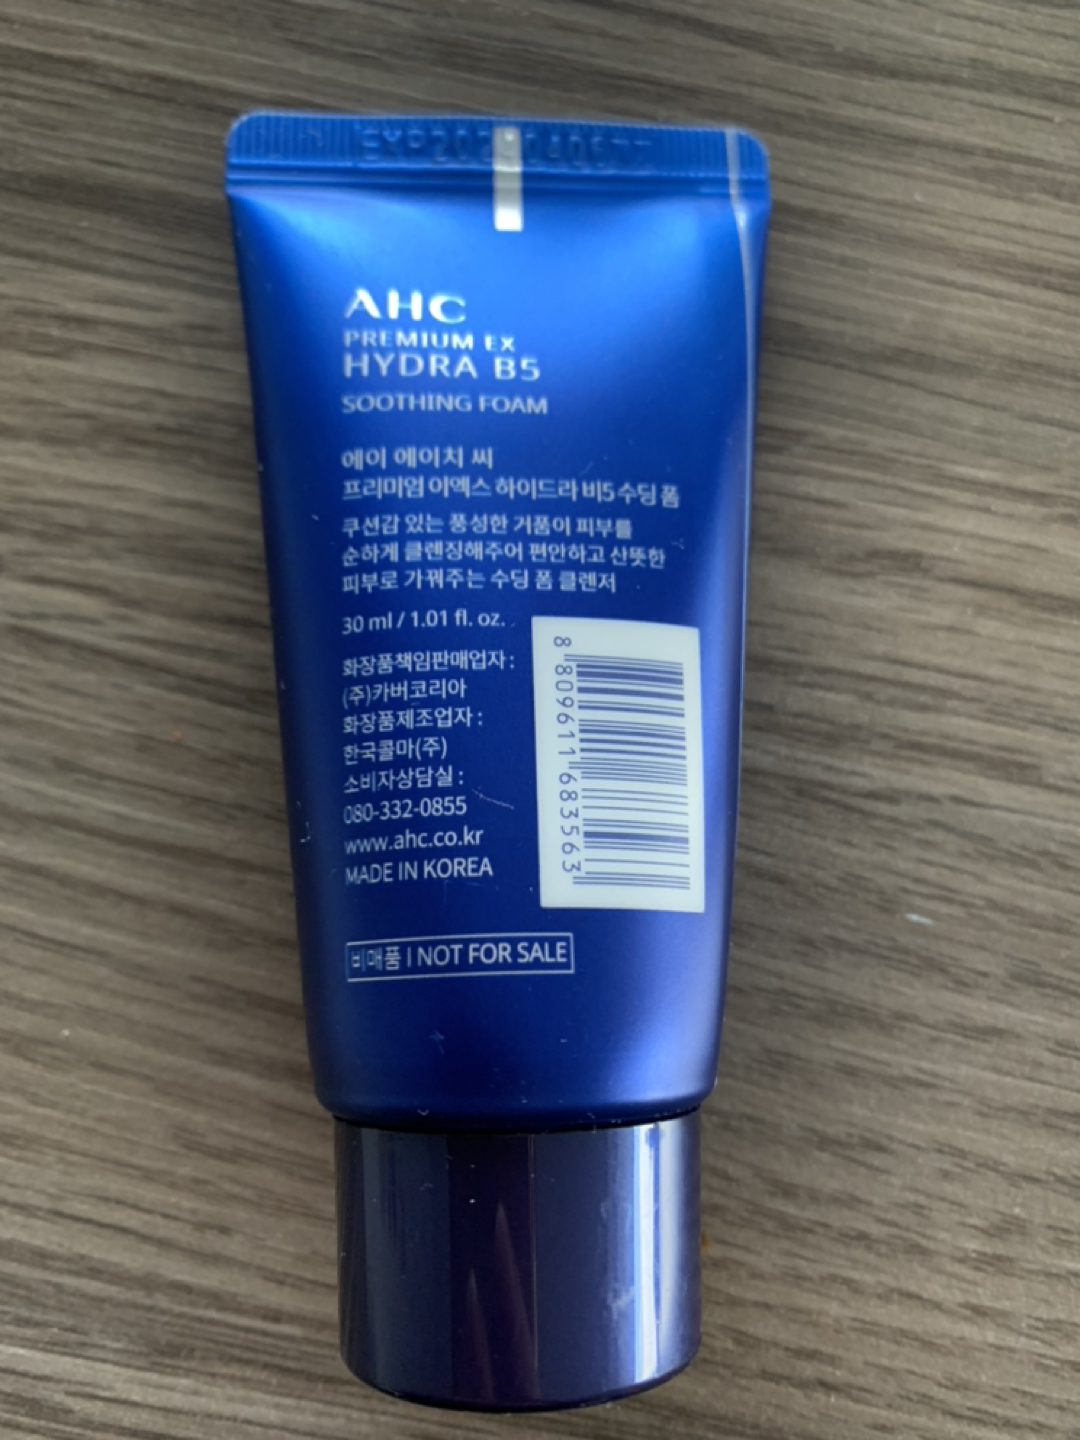 AHC
PREMIUM EX
HYDRA B5
SOOTHING FOAM
에이 에이치 씨
프리미엄 이엑스 하이드라 비5 수딩 폼
쿠션감 있는 풍성한 거품이 피부를
순하게 클렌징해주어 편안하고 산뜻한
피부로 가꿔주는 수딩 폼 클렌저
30 ml / 1.01 fl. oz.
화장품책임판매업자 :
(주)카버코리아
화장품제조업자 :
한국콜마(주)
소비자상담실 :
080-332-0855
www.ahc.co.kr
MADE IN KOREA
8 809611 683563
비매품 | NOT FOR SALE